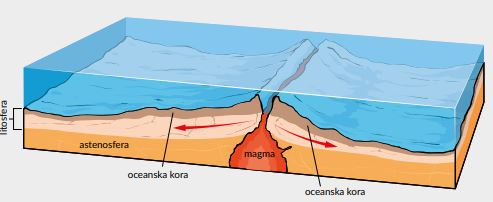 litosfera
astenosfera
magma
oceanska kora
oceanska kora